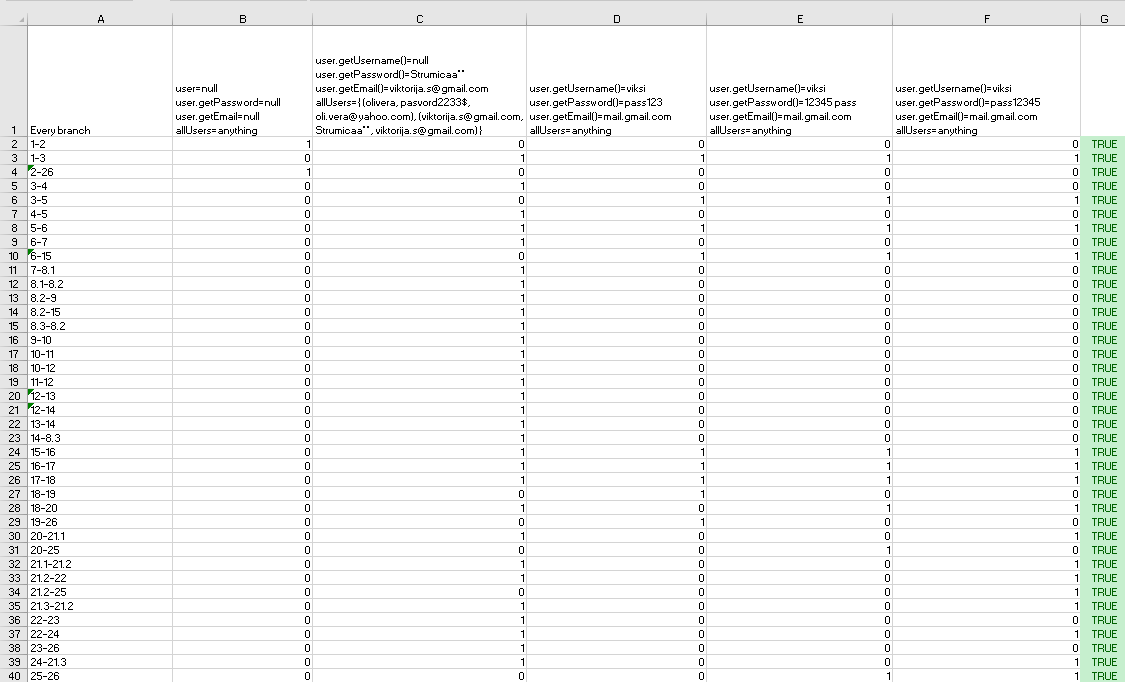 A B C D E F G
1 Every branch
user=null
user.getPassword=null
user.getEmail=null
allUsers=anything
user.getUsername()=null
user.getPassword()=Strumicaa**
user.getEmail()=viktorija.s@gmail.com
allUsers={(olivera, pasvord2233$,
oli.vera@yahoo.com), (viktorija.s@gmail.com,
Strumicaa**, viktorija.s@gmail.com)}
user.getUsername()=viksi
user.getPassword()=pass123
user.getEmail()=mail.gmail.com
allUsers=anything
user.getUsername()=viksi
user.getPassword()=12345 pass
user.getEmail()=mail.gmail.com
allUsers=anything
user.getUsername()=viksi
user.getPassword()=pass12345
user.getEmail()=mail.gmail.com
allUsers=anything
2 1-2 1 0 0 0 0 TRUE
3 1-3 0 1 1 1 1 TRUE
4 2-26 1 0 0 0 0 TRUE
5 3-4 0 1 0 0 0 TRUE
6 3-5 0 0 1 1 1 TRUE
7 4-5 0 1 0 0 0 TRUE
8 5-6 0 1 1 1 1 TRUE
9 6-7 0 1 0 0 0 TRUE
10 6-15 0 0 1 1 1 TRUE
11 7-8.1 0 1 0 0 0 TRUE
12 8.1-8.2 0 1 0 0 0 TRUE
13 8.2-9 0 1 0 0 0 TRUE
14 8.2-15 0 1 0 0 0 TRUE
15 8.3-8.2 0 1 0 0 0 TRUE
16 9-10 0 1 0 0 0 TRUE
17 10-11 0 1 0 0 0 TRUE
18 10-12 0 1 0 0 0 TRUE
19 11-12 0 1 0 0 0 TRUE
20 12-13 0 1 0 0 0 TRUE
21 12-14 0 1 0 0 0 TRUE
22 13-14 0 1 0 0 0 TRUE
23 14-8.3 0 1 0 0 0 TRUE
24 15-16 0 1 1 1 1 TRUE
25 16-17 0 1 1 1 1 TRUE
26 17-18 0 1 1 1 1 TRUE
27 18-19 0 0 1 0 0 TRUE
28 18-20 0 1 0 1 1 TRUE
29 19-26 0 0 1 0 0 TRUE
30 20-21.1 0 1 0 0 1 TRUE
31 20-25 0 0 0 1 0 TRUE
32 21.1-21.2 0 1 0 0 1 TRUE
33 21.2-22 0 1 0 0 1 TRUE
34 21.2-25 0 0 0 0 1 TRUE
35 21.3-21.2 0 1 0 0 1 TRUE
36 22-23 0 1 0 0 0 TRUE
37 22-24 0 1 0 0 1 TRUE
38 23-26 0 1 0 0 0 TRUE
39 24-21.3 0 1 0 0 1 TRUE
40 25-26 0 0 0 1 1 TRUE